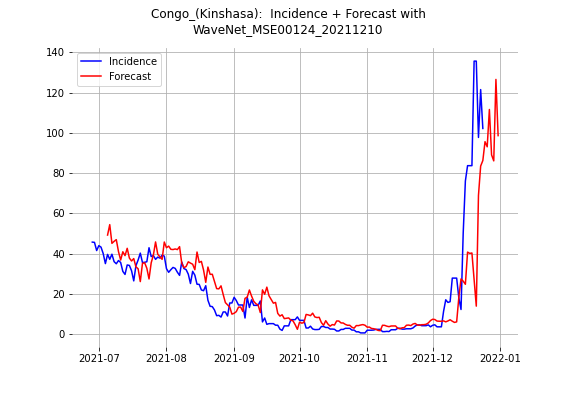 Congo_(Kinshasa):  Incidence + Forecast with
WaveNet_MSE00124_20211210
Incidence
Forecast
140
120
100
80
60
40
20
0
2021-07 2021-08 2021-09 2021-10 2021-11 2021-12 2022-01